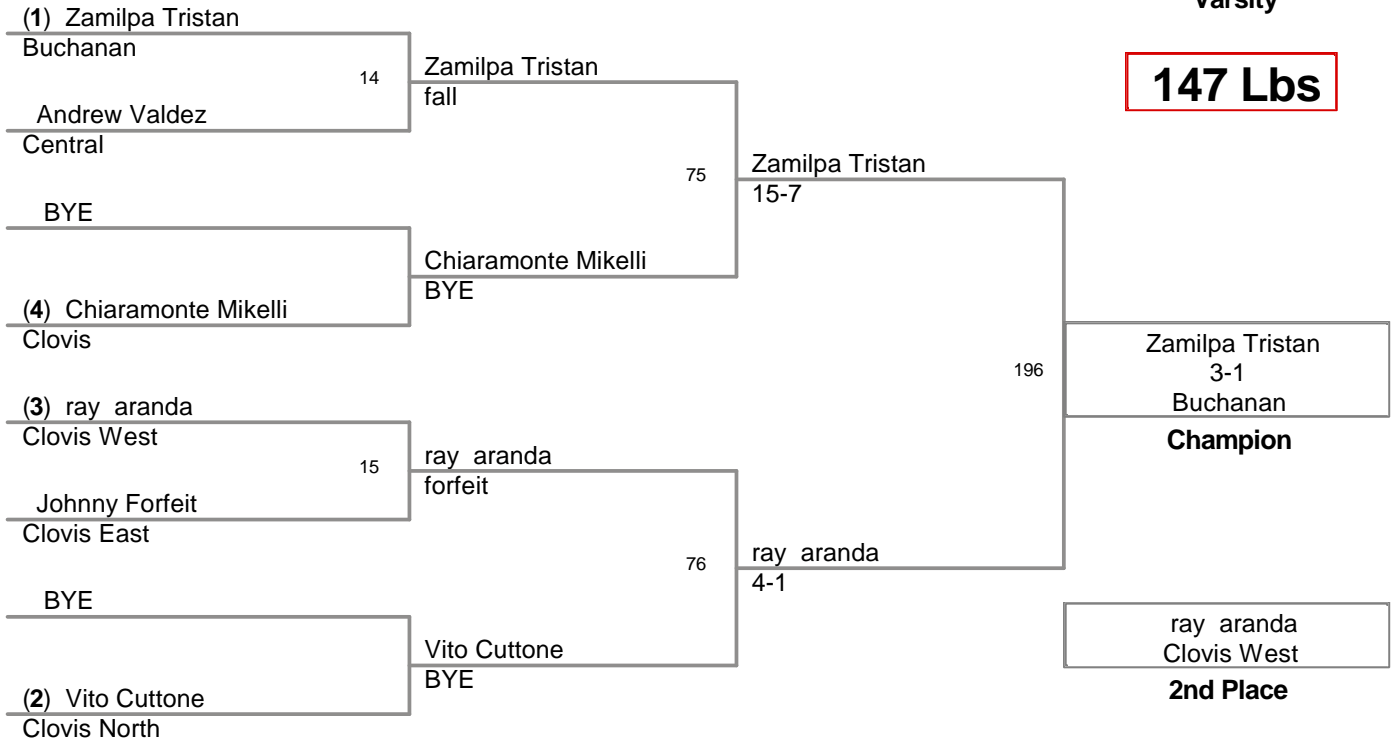 Varsity
147 Lbs
(1) Zamilpa Tristan
Buchanan
14
Andrew Valdez
Central
BYE
(4) Chiaramonte Mikelli
Clovis
(3) ray aranda
Clovis West
15
Johnny Forfeit
Clovis East
BYE
(2) Vito Cuttone
Clovis North
Zamilpa Tristan
fall
75
Chiaramonte Mikelli
BYE
ray aranda
forfeit
76
Vito Cuttone
BYE
Zamilpa Tristan
15-7
196
ray aranda
4-1
Zamilpa Tristan
3-1
Buchanan
Champion
ray aranda
Clovis West
2nd Place